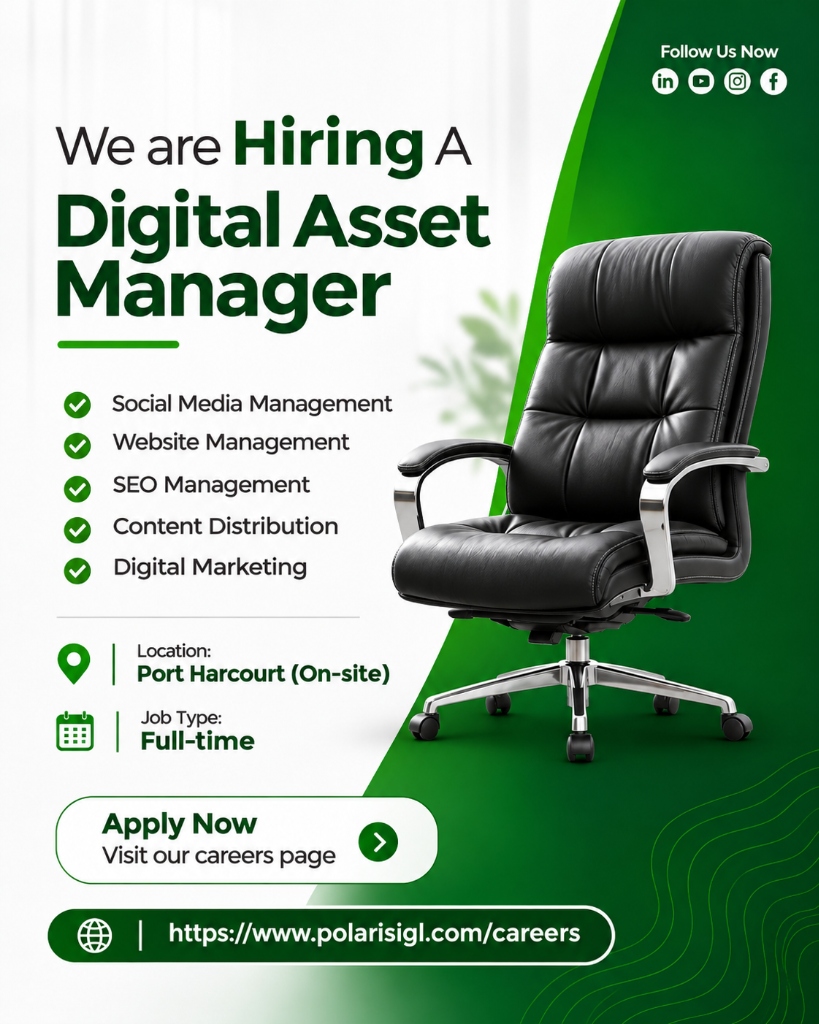 Follow Us Now
We are Hiring A
Digital Asset
Manager
Social Media Management
Website Management
SEO Management
Content Distribution
Digital Marketing
Location:
Port Harcourt (On-site)
Job Type:
Full-time
Apply Now
Visit our careers page
https://www.polarisigl.com/careers